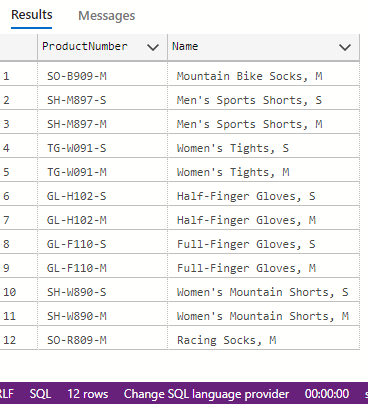 Results Messages
ProductNumber Name
1 SO-B909-M Mountain Bike Socks, M
2 SH-M897-S Men's Sports Shorts, S
3 SH-M897-M Men's Sports Shorts, M
4 TG-W091-S Women's Tights, S
5 TG-W091-M Women's Tights, M
6 GL-H102-S Half-Finger Gloves, S
7 GL-H102-M Half-Finger Gloves, M
8 GL-F110-S Full-Finger Gloves, S
9 GL-F110-M Full-Finger Gloves, M
10 SH-W890-S Women's Mountain Shorts, S
11 SH-W890-M Women's Mountain Shorts, M
12 SO-R809-M Racing Socks, M
RLF SQL 12 rows Change SQL language provider 00:00:00 s